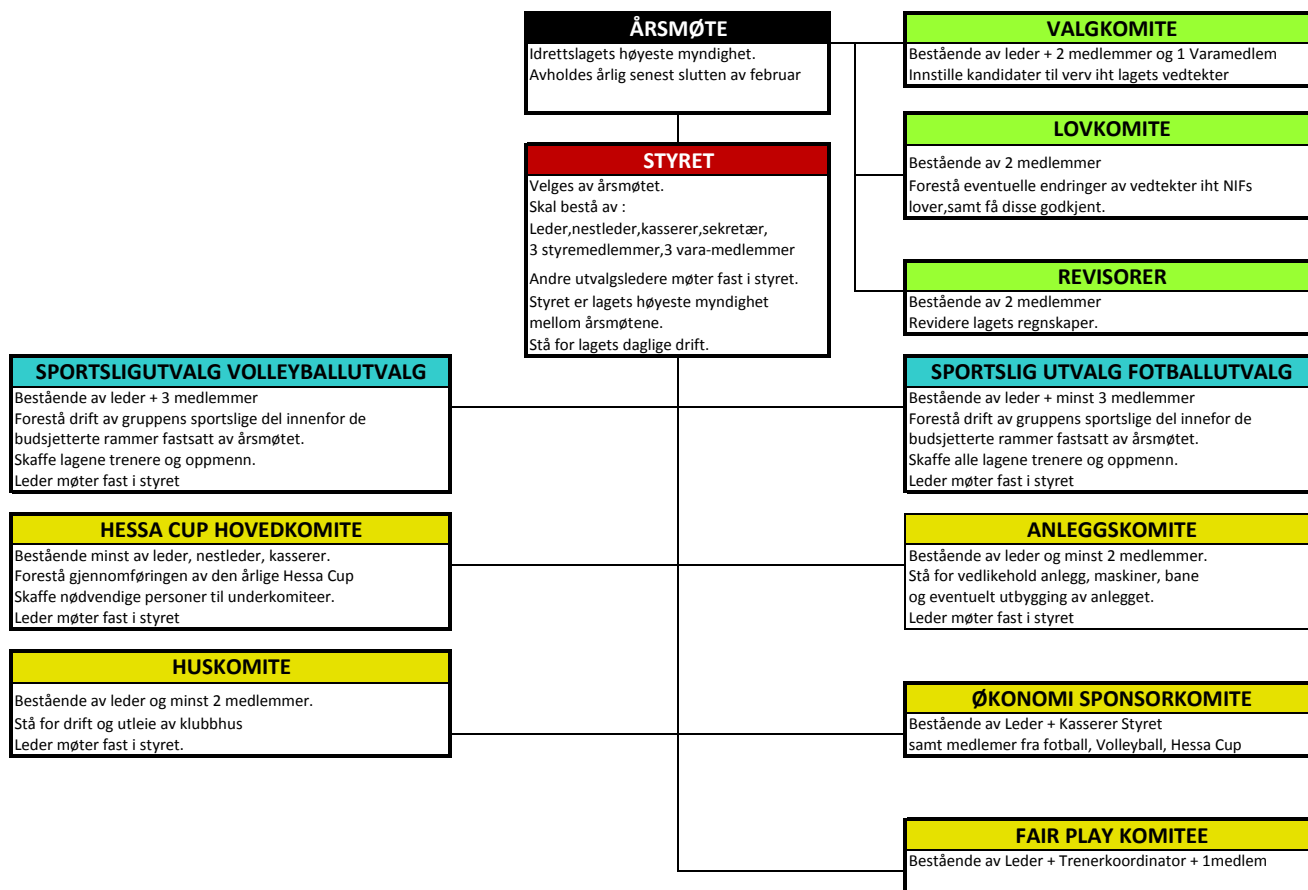 ÅRSMØTE
Idrettslagets høyeste myndighet.
Avholdes årlig senest slutten av februar
VALGKOMITE
Bestående av leder + 2 medlemmer og 1 Varamedlem
Innstille kandidater til verv iht lagets vedtekter
LOVKOMITE
Bestående av 2 medlemmer
Forestå eventuelle endringer av vedtekter iht NIFs
lover,samt få disse godkjent.
STYRET
Velges av årsmøtet.
Skal bestå av :
Leder,nestleder,kasserer,sekretær,
3 styremedlemmer,3 vara-medlemmer
Andre utvalgsledere møter fast i styret.
Styret er lagets høyeste myndighet
mellom årsmøtene.
Stå for lagets daglige drift.
REVISORER
Bestående av 2 medlemmer
Revidere lagets regnskaper.
SPORTSLIGUTVALG VOLLEYBALLUTVALG
Bestående av leder + 3 medlemmer
Forestå drift av gruppens sportslige del innenfor de
budsjetterte rammer fastsatt av årsmøtet.
Skaffe lagene trenere og oppmenn.
Leder møter fast i styret
SPORTSLIG UTVALG FOTBALLUTVALG
Bestående av leder + minst 3 medlemmer
Forestå drift av gruppens sportslige del innefor de
budsjetterte rammer fastsatt av årsmøtet.
Skaffe alle lagene trenere og oppmenn.
Leder møter fast i styret
HESSA CUP HOVEDKOMITE
Bestående minst av leder, nestleder, kasserer.
Forestå gjennomføringen av den årlige Hessa Cup
Skaffe nødvendige personer til underkomiteer.
Leder møter fast i styret
ANLEGGSKOMITE
Bestående av leder og minst 2 medlemmer.
Stå for vedlikehold anlegg, maskiner, bane
og eventuelt utbygging av anlegget.
Leder møter fast i styret
HUSKOMITE
Bestående av leder og minst 2 medlemmer.
Stå for drift og utleie av klubbhus
Leder møter fast i styret.
ØKONOMI SPONSORKOMITE
Bestående av Leder + Kasserer Styret
samt medlemer fra fotball, Volleyball, Hessa Cup
FAIR PLAY KOMITEE
Bestående av Leder + Trenerkoordinator + 1medlem